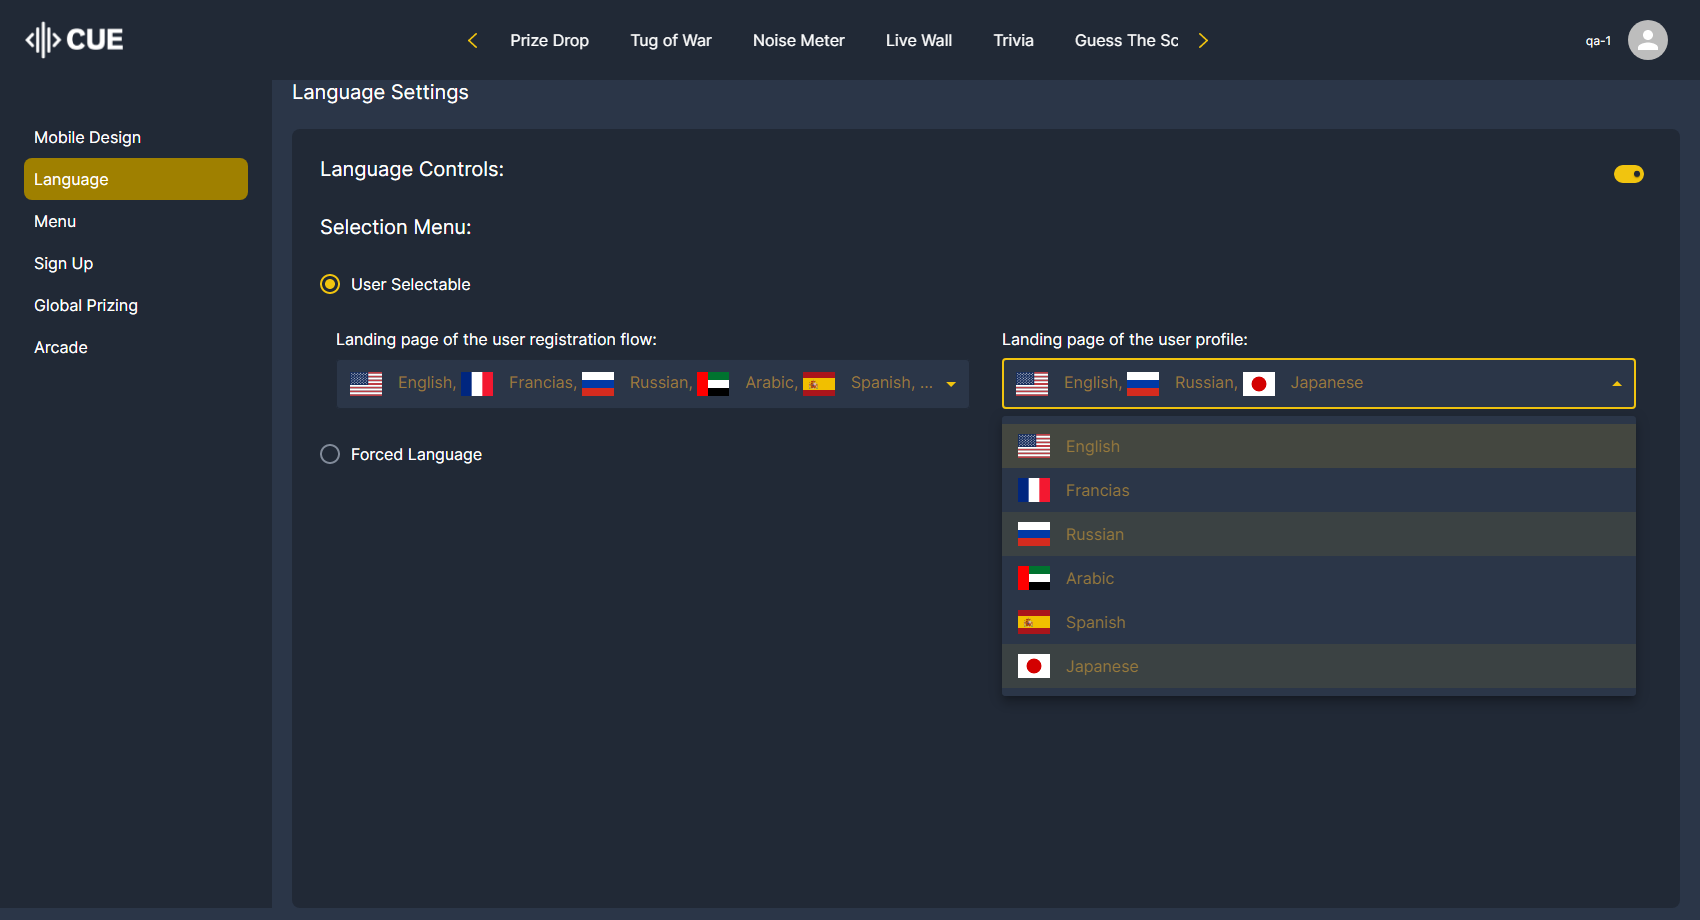 CUE
Prize Drop
Tug of War
Noise Meter
Live Wall
Trivia
Guess The Sc
qa-1
Mobile Design
Language
Menu
Sign Up
Global Prizing
Arcade
Language Settings
Language Controls:
Selection Menu:
User Selectable
Landing page of the user registration flow:
English, Francias, Russian, Arabic, Spanish, ...
Forced Language
Landing page of the user profile:
English, Russian, Japanese
English
Francias
Russian
Arabic
Spanish
Japanese